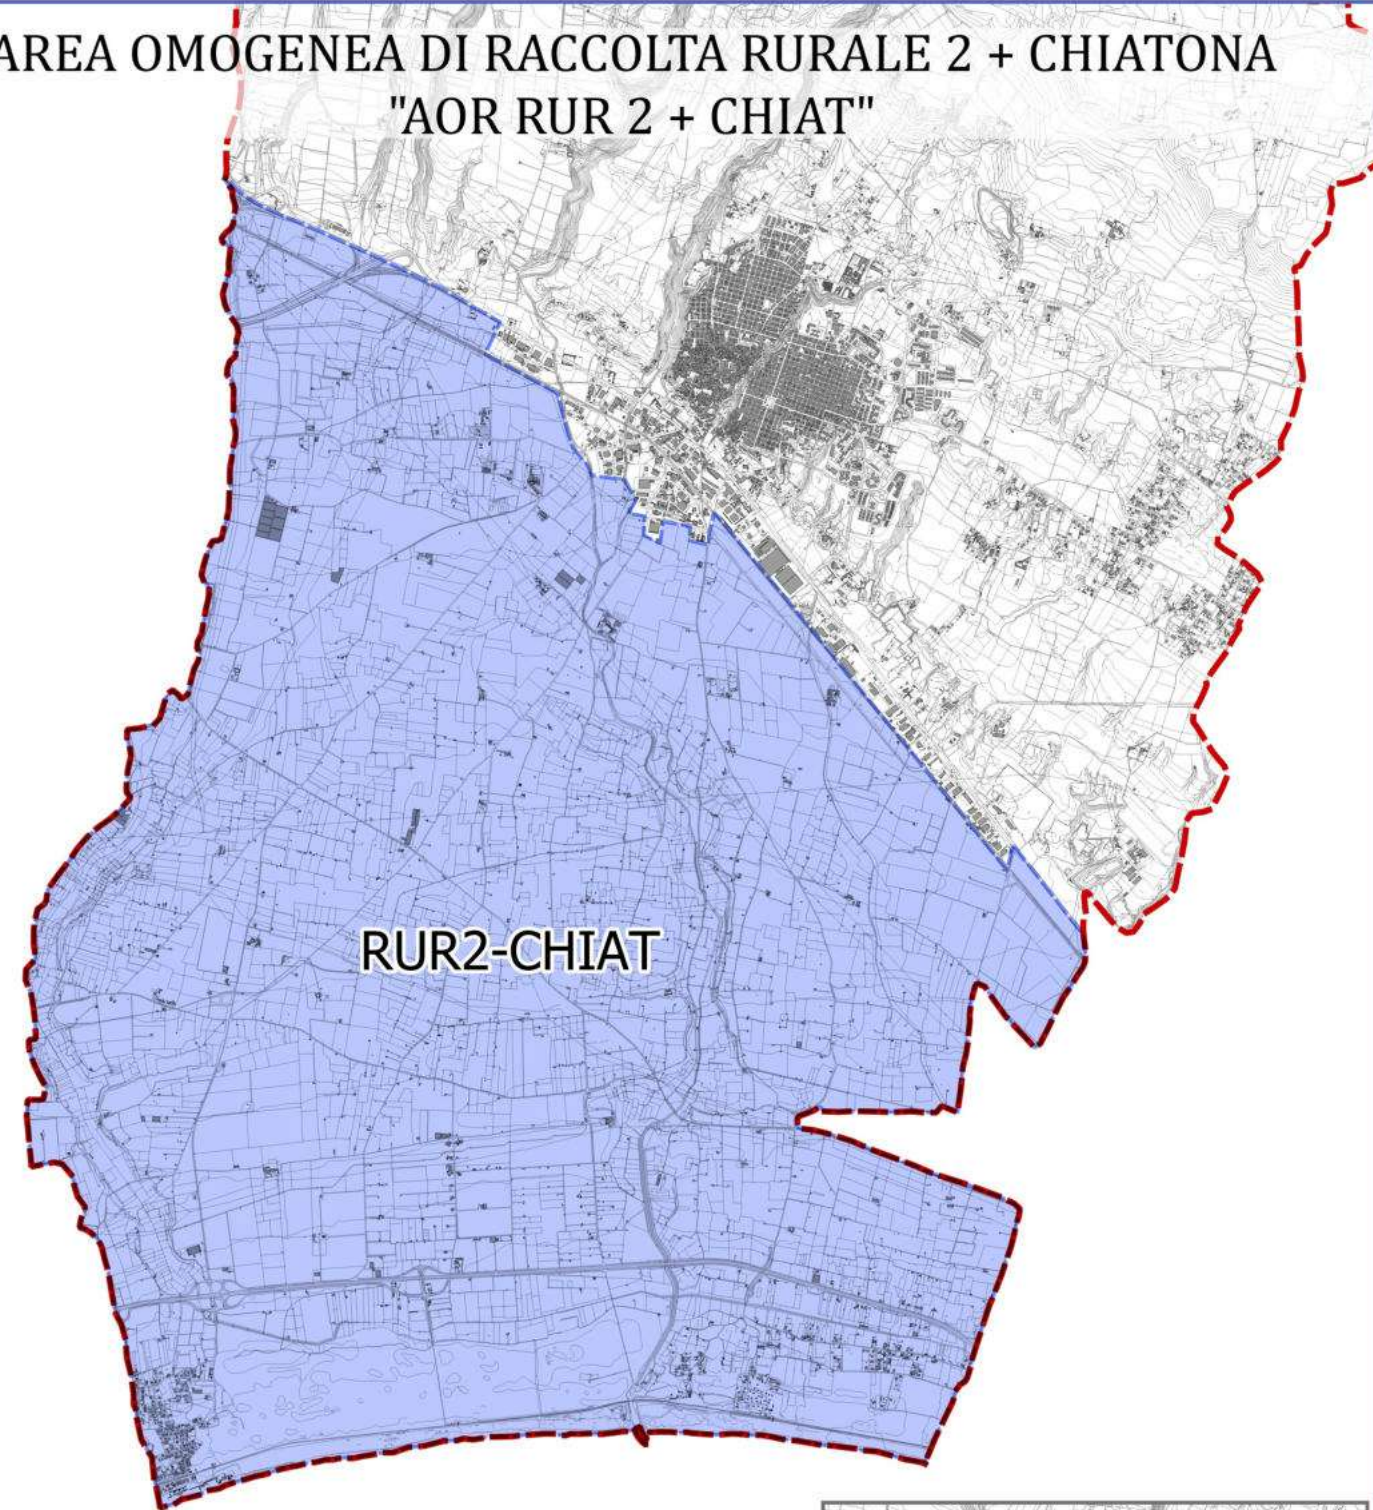 AREA OMOGENEA DI RACCOLTA RURALE 2 + CHIATONA
"AOR RUR 2 + CHIAT"
RUR2-CHIAT